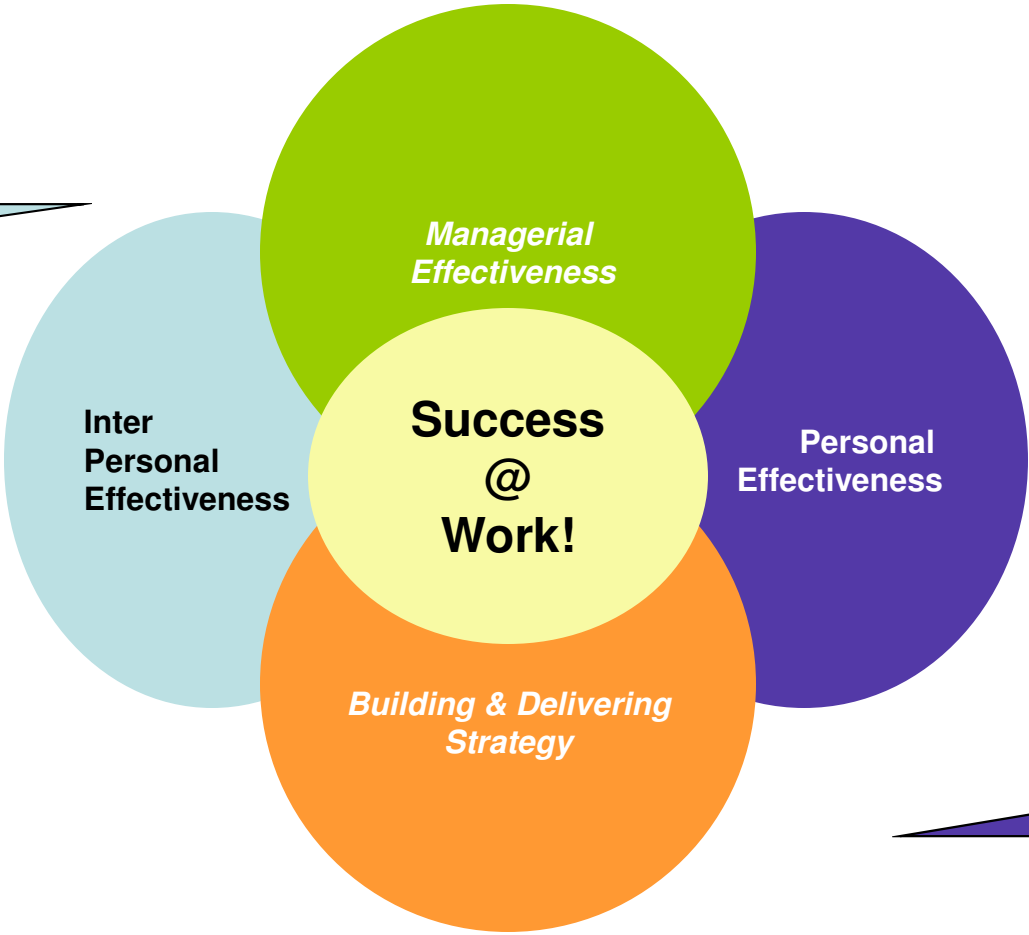 Managerial
Effectiveness
Inter
Personal
Effectiveness
Success
@
Work!
Personal
Effectiveness
Building & Delivering
Strategy